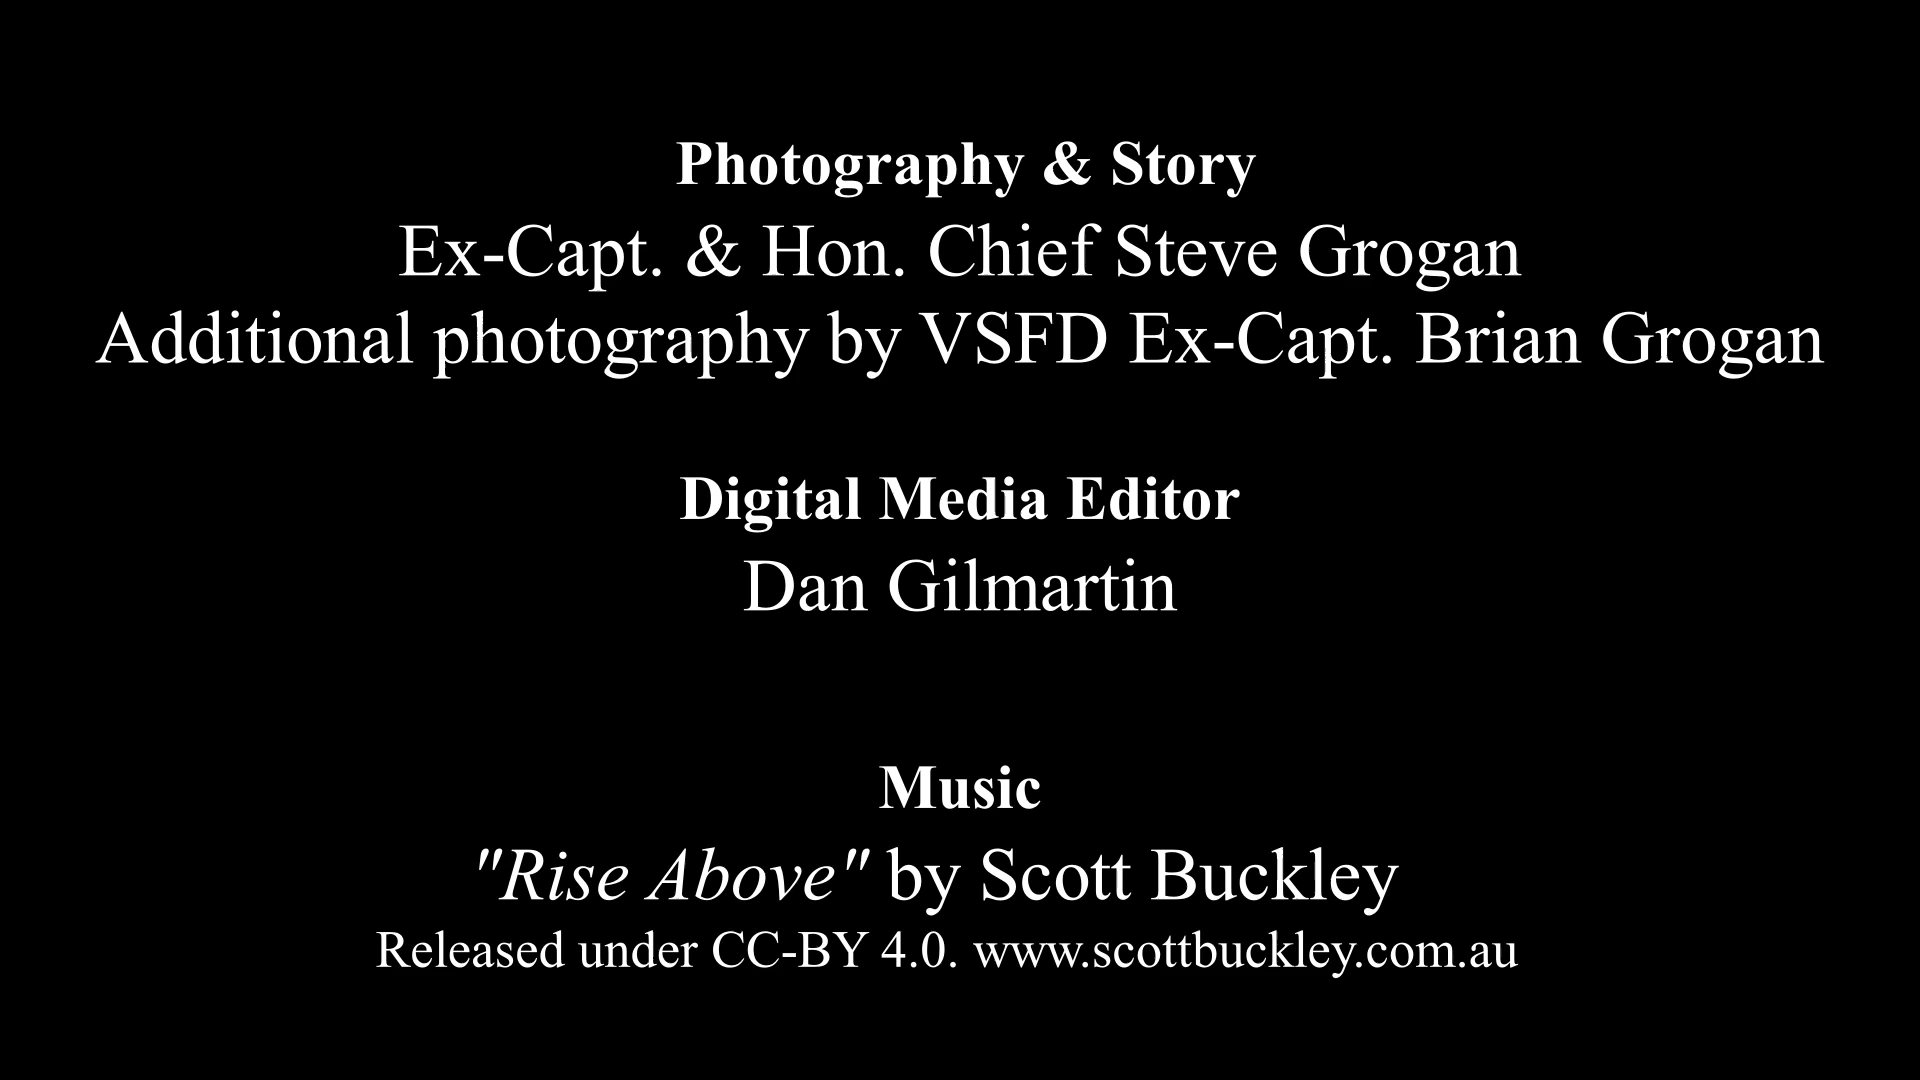 Photography & Story
Ex-Capt. & Hon. Chief Steve Grogan
Additional photography by VSFD Ex-Capt. Brian Grogan
Digital Media Editor
Dan Gilmartin
Music
"Rise Above" by Scott Buckley
Released under CC-BY 4.0. www.scottbuckley.com.au